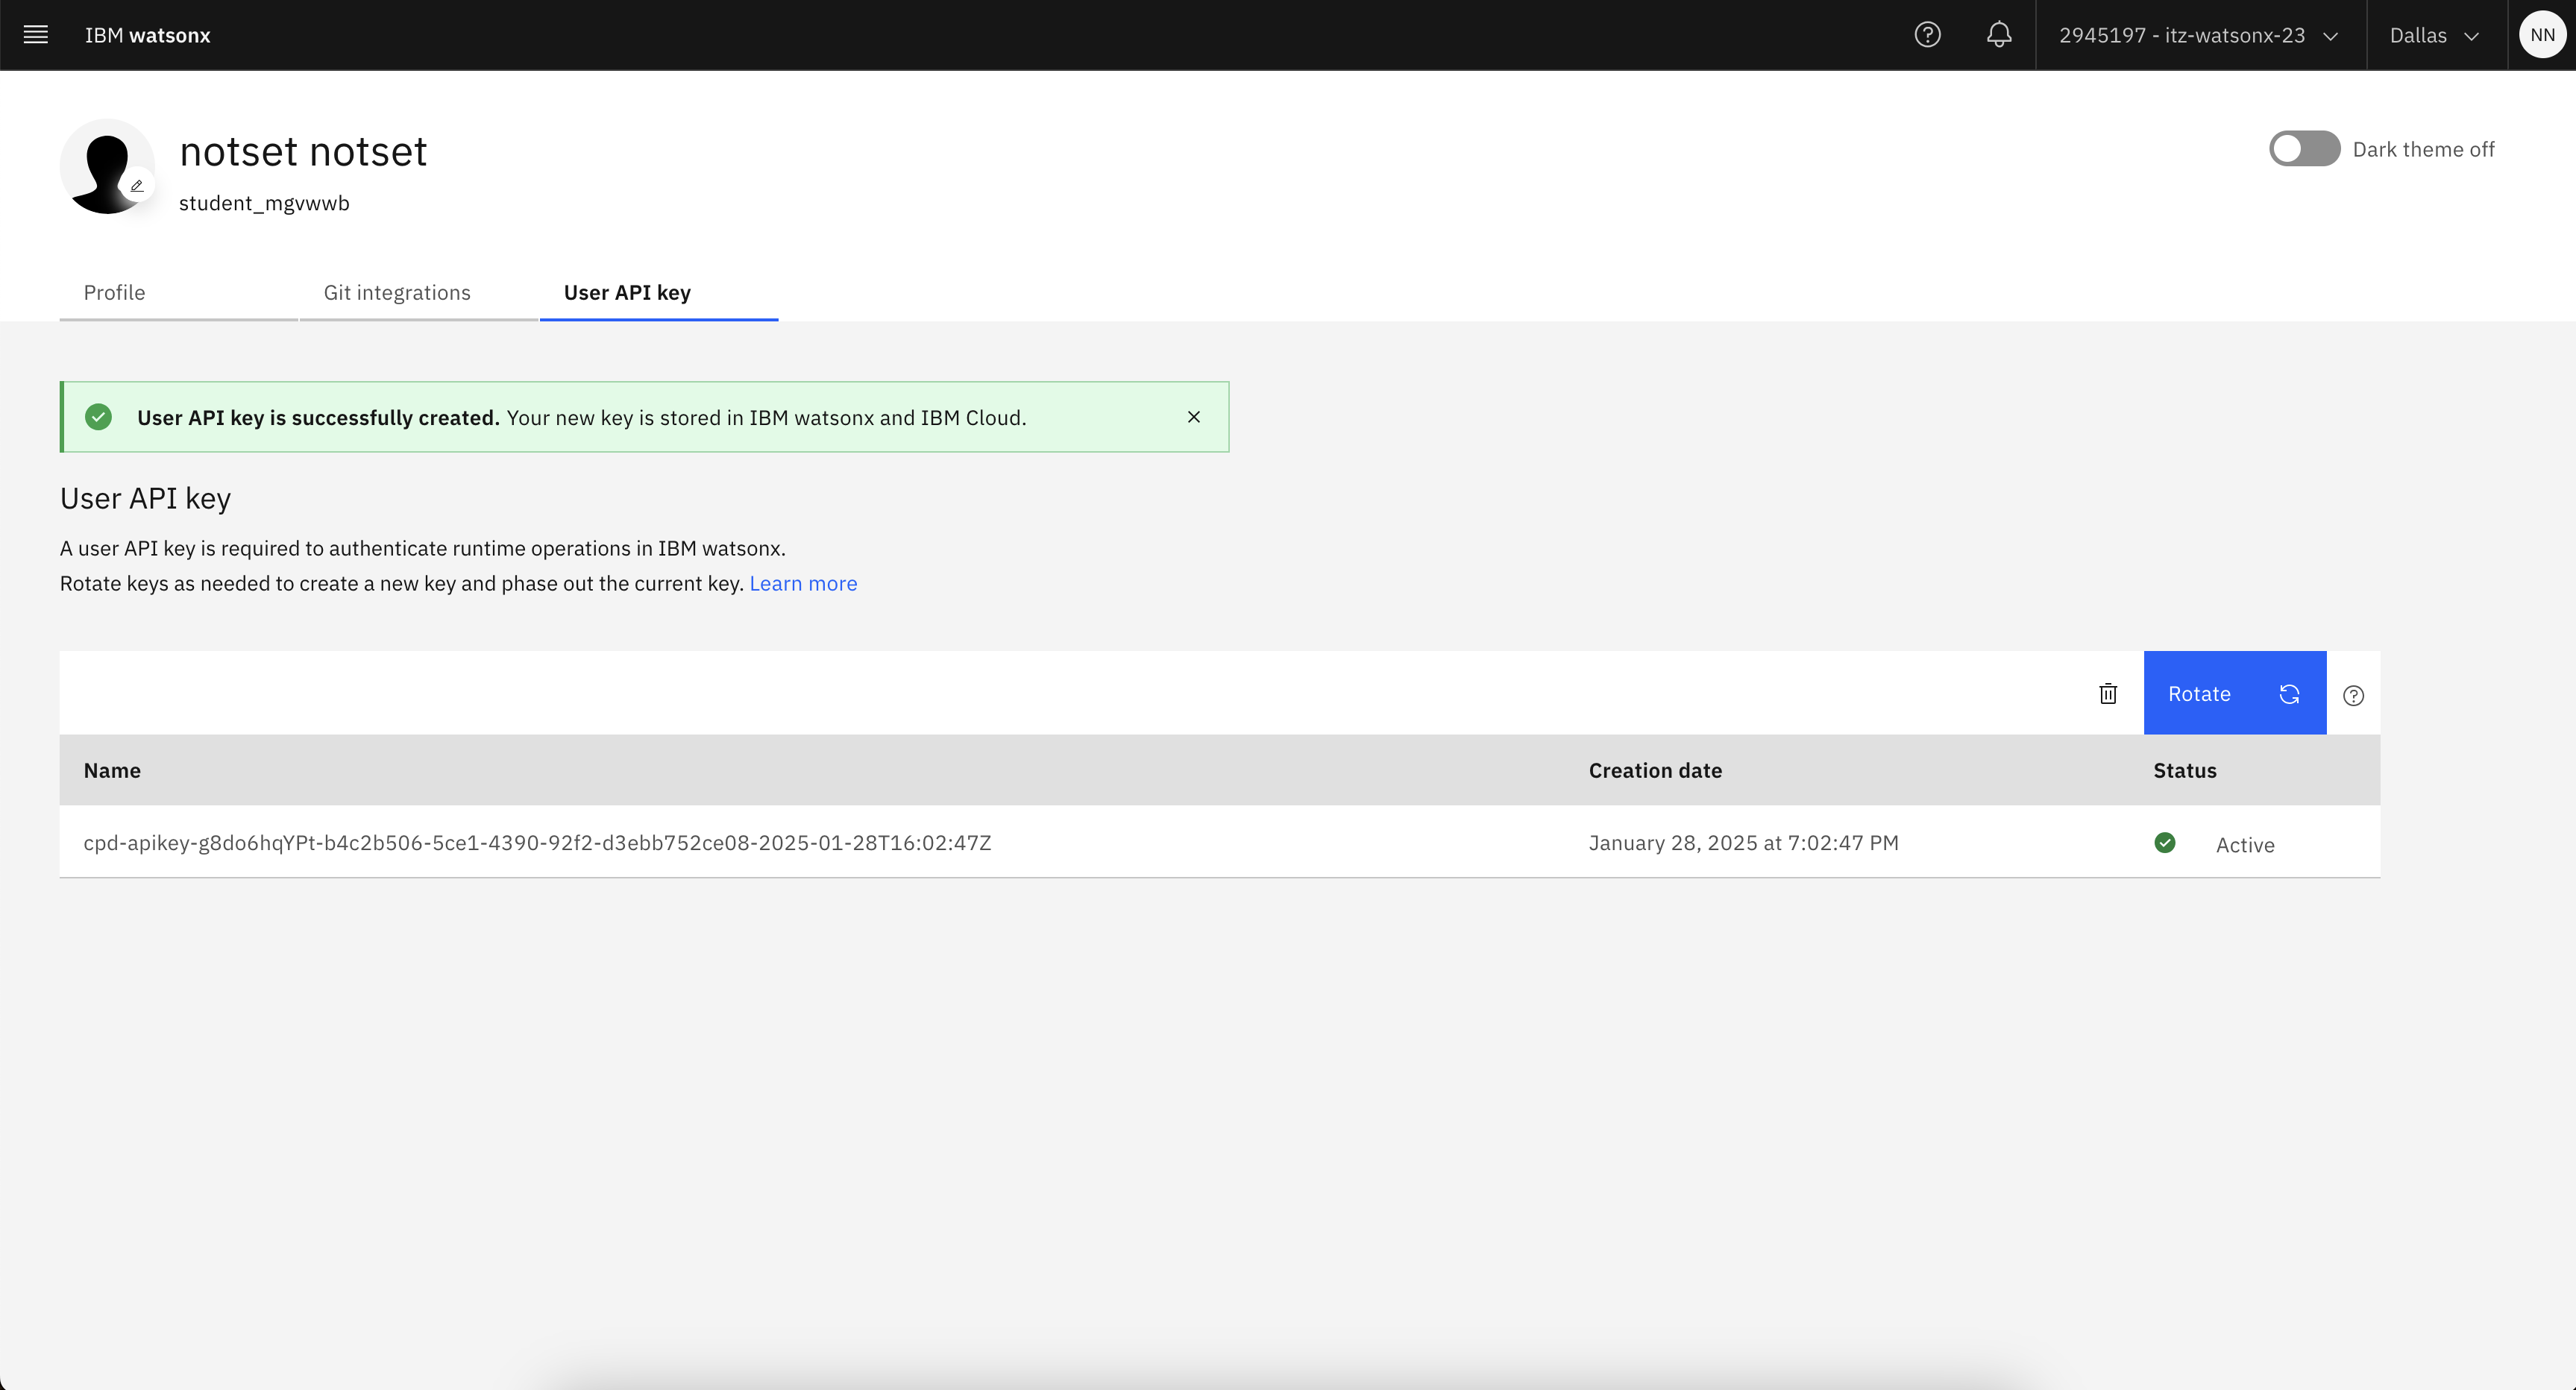 IBM watsonx
2945197 - itz-watsonx-23
Dallas
NN
notset notset
student_mgvwwb
Dark theme off
Profile
Git integrations
User API key
User API key is successfully created. Your new key is stored in IBM watsonx and IBM Cloud.
User API key
A user API key is required to authenticate runtime operations in IBM watsonx.
Rotate keys as needed to create a new key and phase out the current key. Learn more
Rotate
Name
Creation date
Status
cpd-apikey-g8do6hqYPt-b4c2b506-5ce1-4390-92f2-d3ebb752ce08-2025-01-28T16:02:47Z
January 28, 2025 at 7:02:47 PM
Active